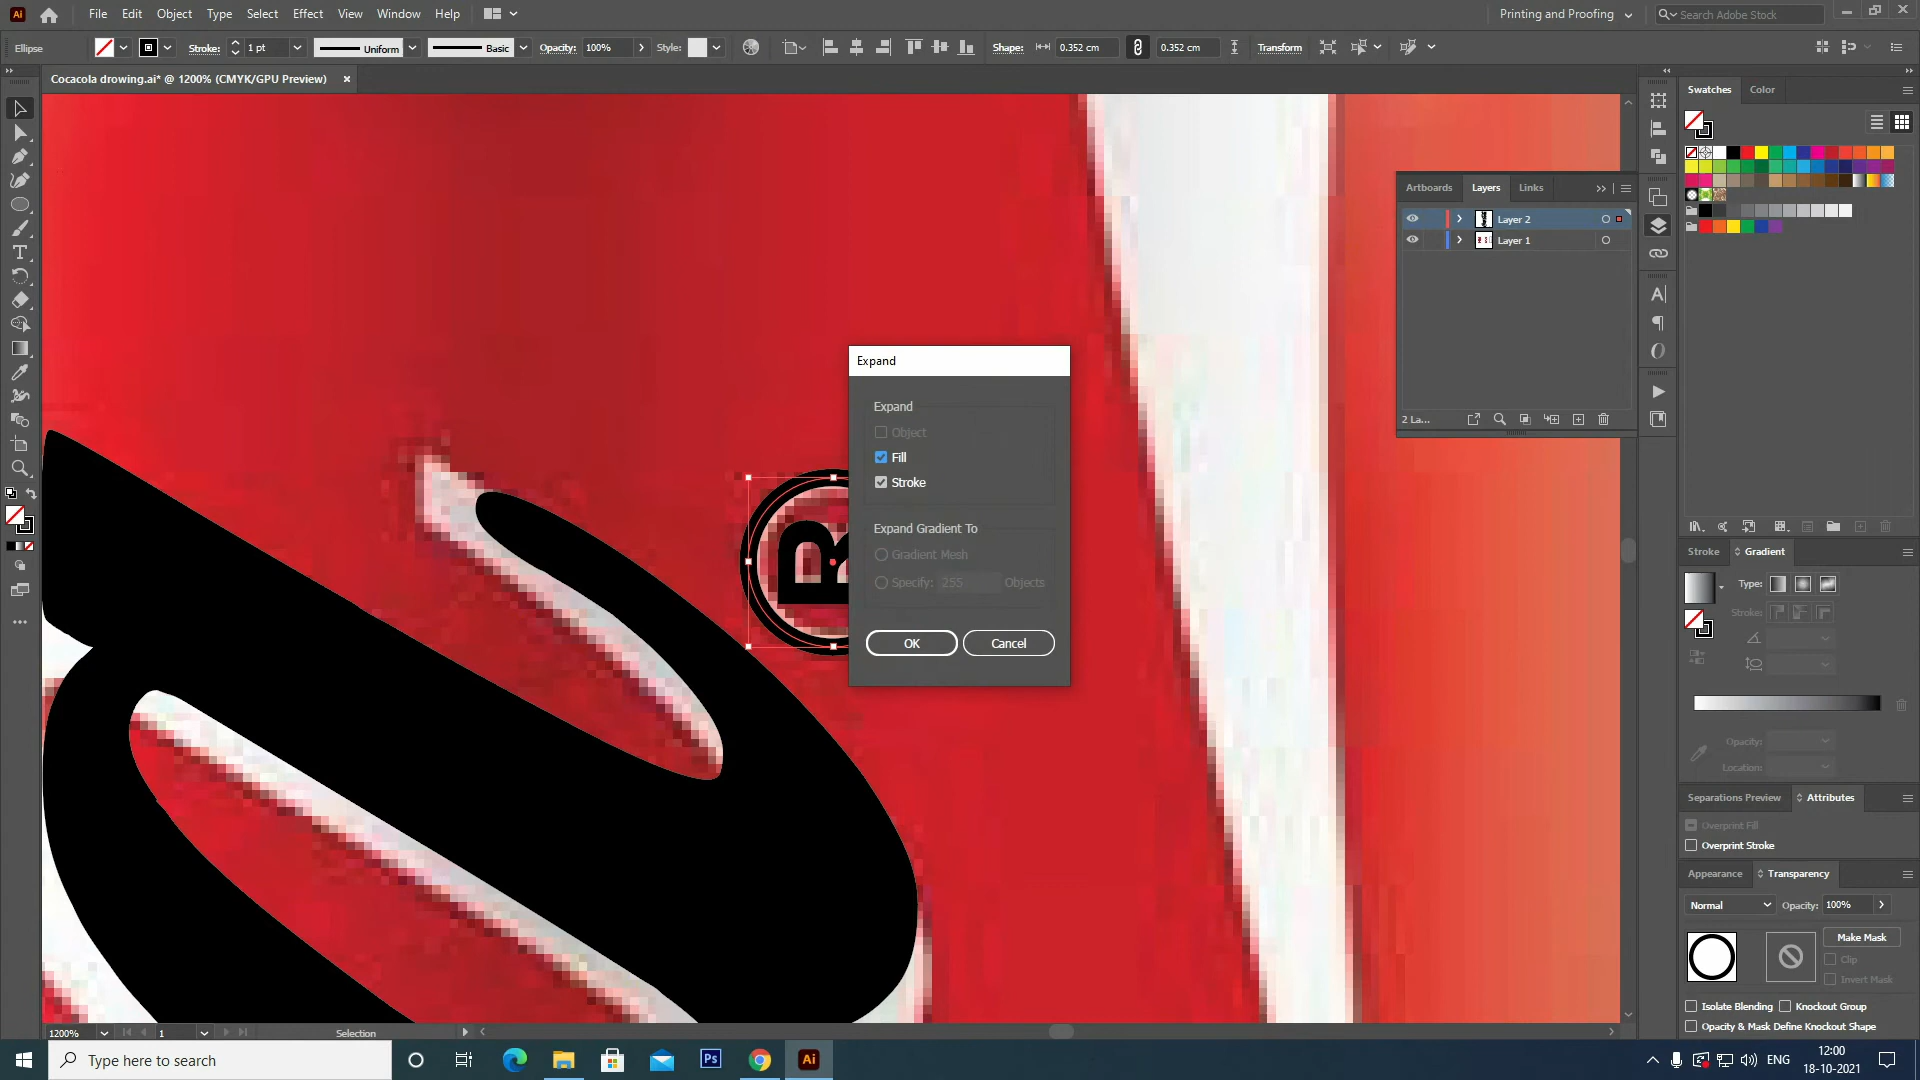 Ai File Edit Object Type Select Effect View Window Help Printing and Proofing Search Adobe Stock
Ellipse Stroke: 1 pt Uniform Basic Opacity: 100% Style: Shape: 0.352 cm 0.352 cm Transform
Cocacola drowing.ai* @ 1200% (CMYK/GPU Preview)
Artboards Layers Links
Layer 2
Layer 1
2 La...
Swatches Color
Expand
Expand
Object
Fill
Stroke
Expand Gradient To
Gradient Mesh
Specify: 255 Objects
OK Cancel
R
Stroke Gradient
Type:
Stroke:
Opacity:
Location:
Separations Preview Attributes
Overprint Fill
Overprint Stroke
Appearance Transparency
Normal Opacity: 100%
Make Mask
Clip
Invert Mask
Isolate Blending Knockout Group
Opacity & Mask Define Knockout Shape
1200% 1 Selection
Type here to search
Ps Ai
ENG 12:00
18-10-2021